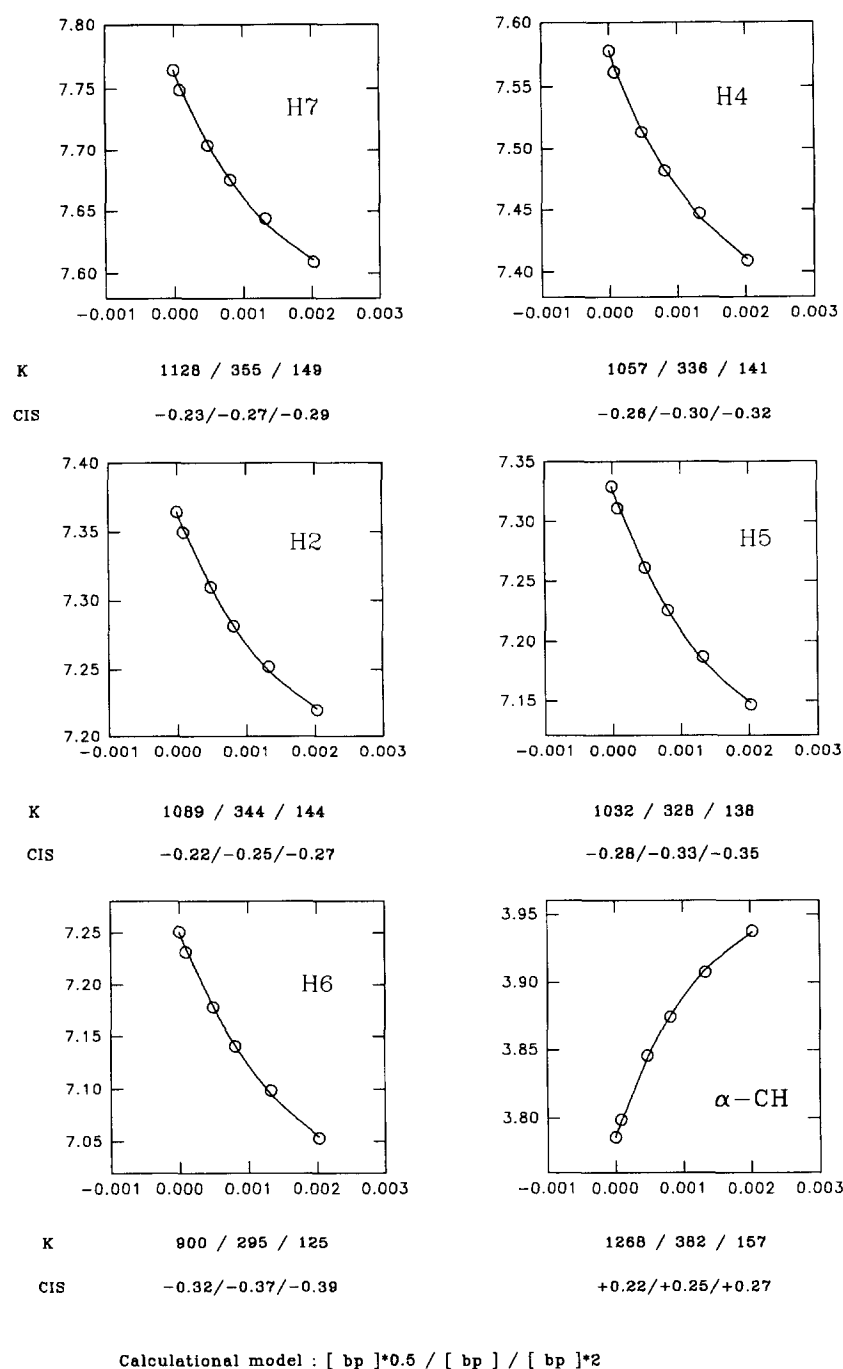 7.80
7.75
7.70
7.65
7.60
H7
-0.001 0.000 0.001 0.002 0.003
7.60
7.55
7.50
7.45
7.40
H4
-0.001 0.000 0.001 0.002 0.003
K 1128 / 355 / 149 1057 / 336 / 141
CIS -0.23/-0.27/-0.29 -0.26/-0.30/-0.32
7.40
7.35
7.30
7.25
7.20
H2
-0.001 0.000 0.001 0.002 0.003
7.35
7.30
7.25
7.20
7.15
H5
-0.001 0.000 0.001 0.002 0.003
K 1089 / 344 / 144 1032 / 328 / 138
CIS -0.22/-0.25/-0.27 -0.28/-0.33/-0.35
7.25
7.20
7.15
7.10
7.05
H6
-0.001 0.000 0.001 0.002 0.003
3.95
3.90
3.85
3.80
α-CH
-0.001 0.000 0.001 0.002 0.003
K 900 / 295 / 125 1268 / 382 / 157
CIS -0.32/-0.37/-0.39 +0.22/+0.25/+0.27
Calculational model : [ bp ]*0.5 / [ bp ] / [ bp ]*2